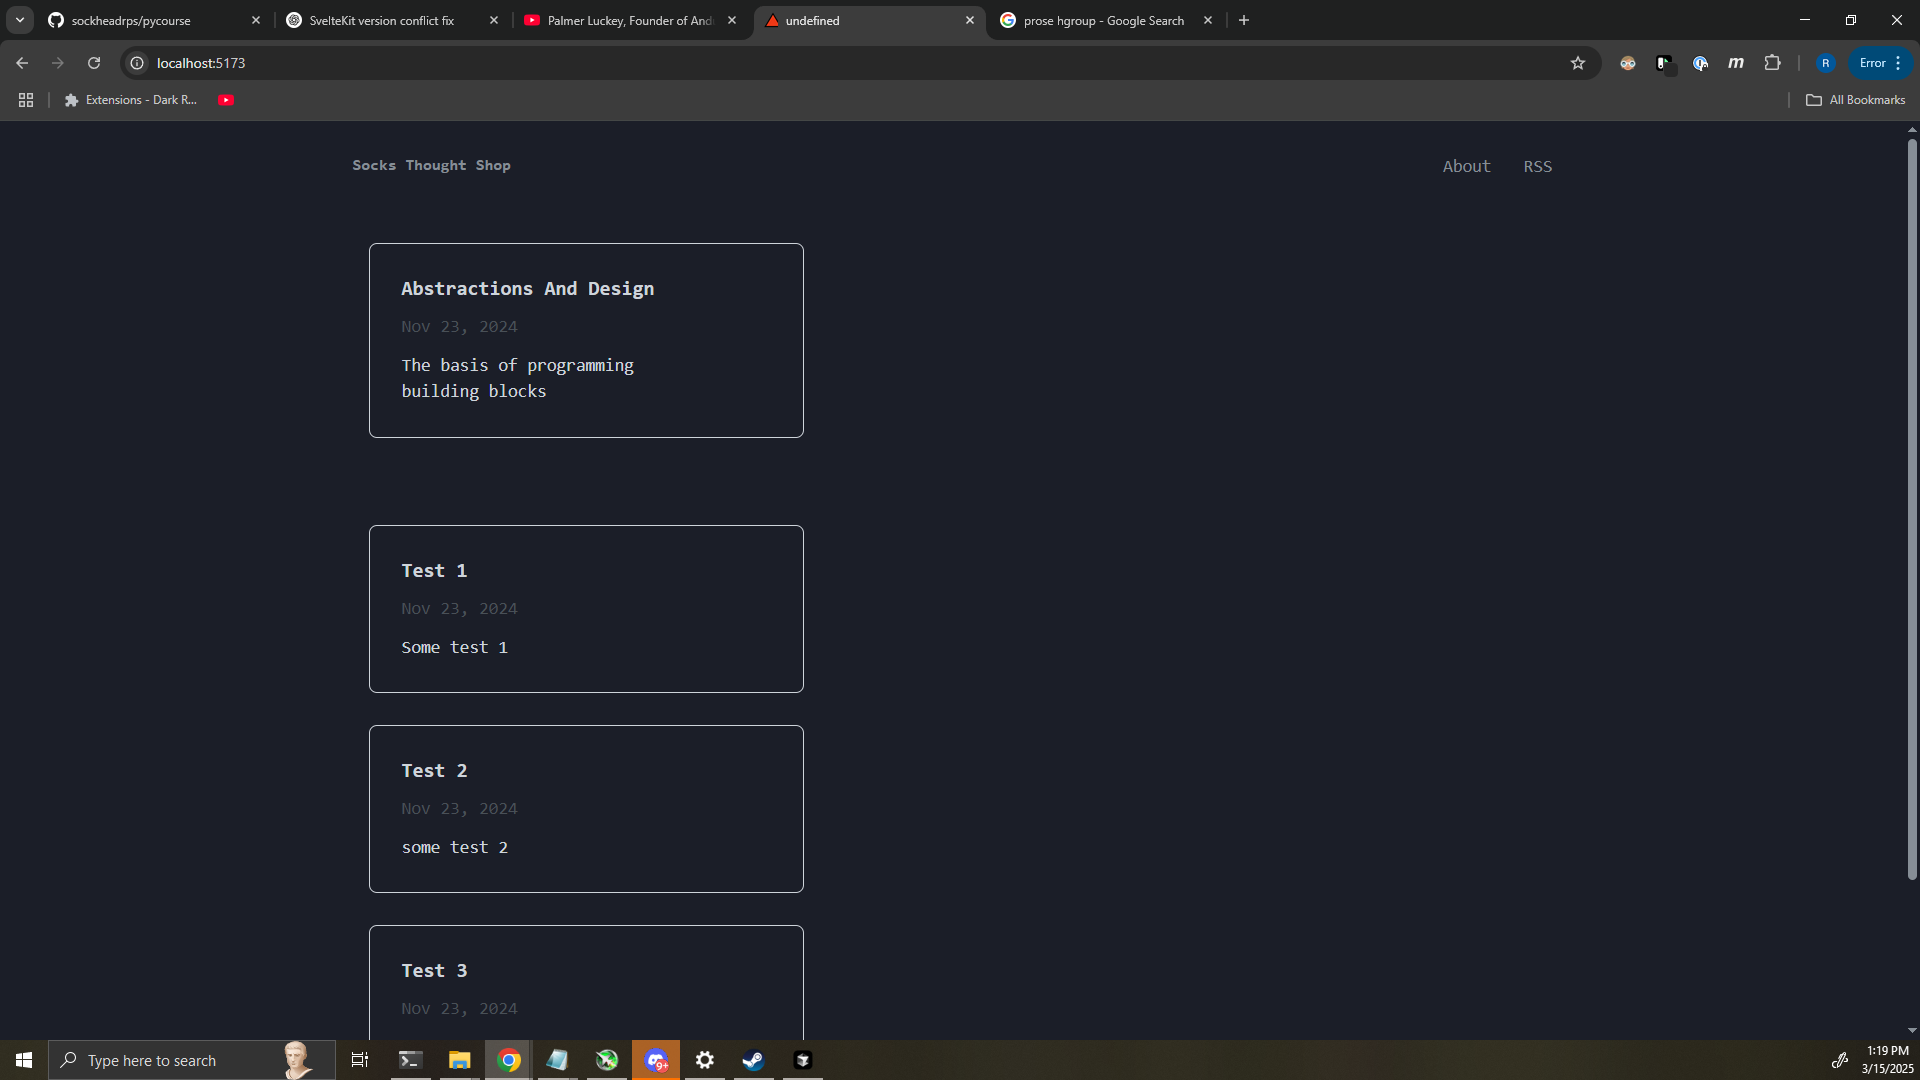 sockheadrps/pycourse
SvelteKit version conflict fix
Palmer Luckey, Founder of And
undefined
prose hgroup - Google Search
localhost:5173
R
Error
Extensions - Dark R...
All Bookmarks
Socks Thought Shop
About
RSS
Abstractions And Design
Nov 23, 2024
The basis of programming
building blocks
Test 1
Nov 23, 2024
Some test 1
Test 2
Nov 23, 2024
some test 2
Test 3
Nov 23, 2024
Type here to search
9+
1:19 PM
3/15/2025